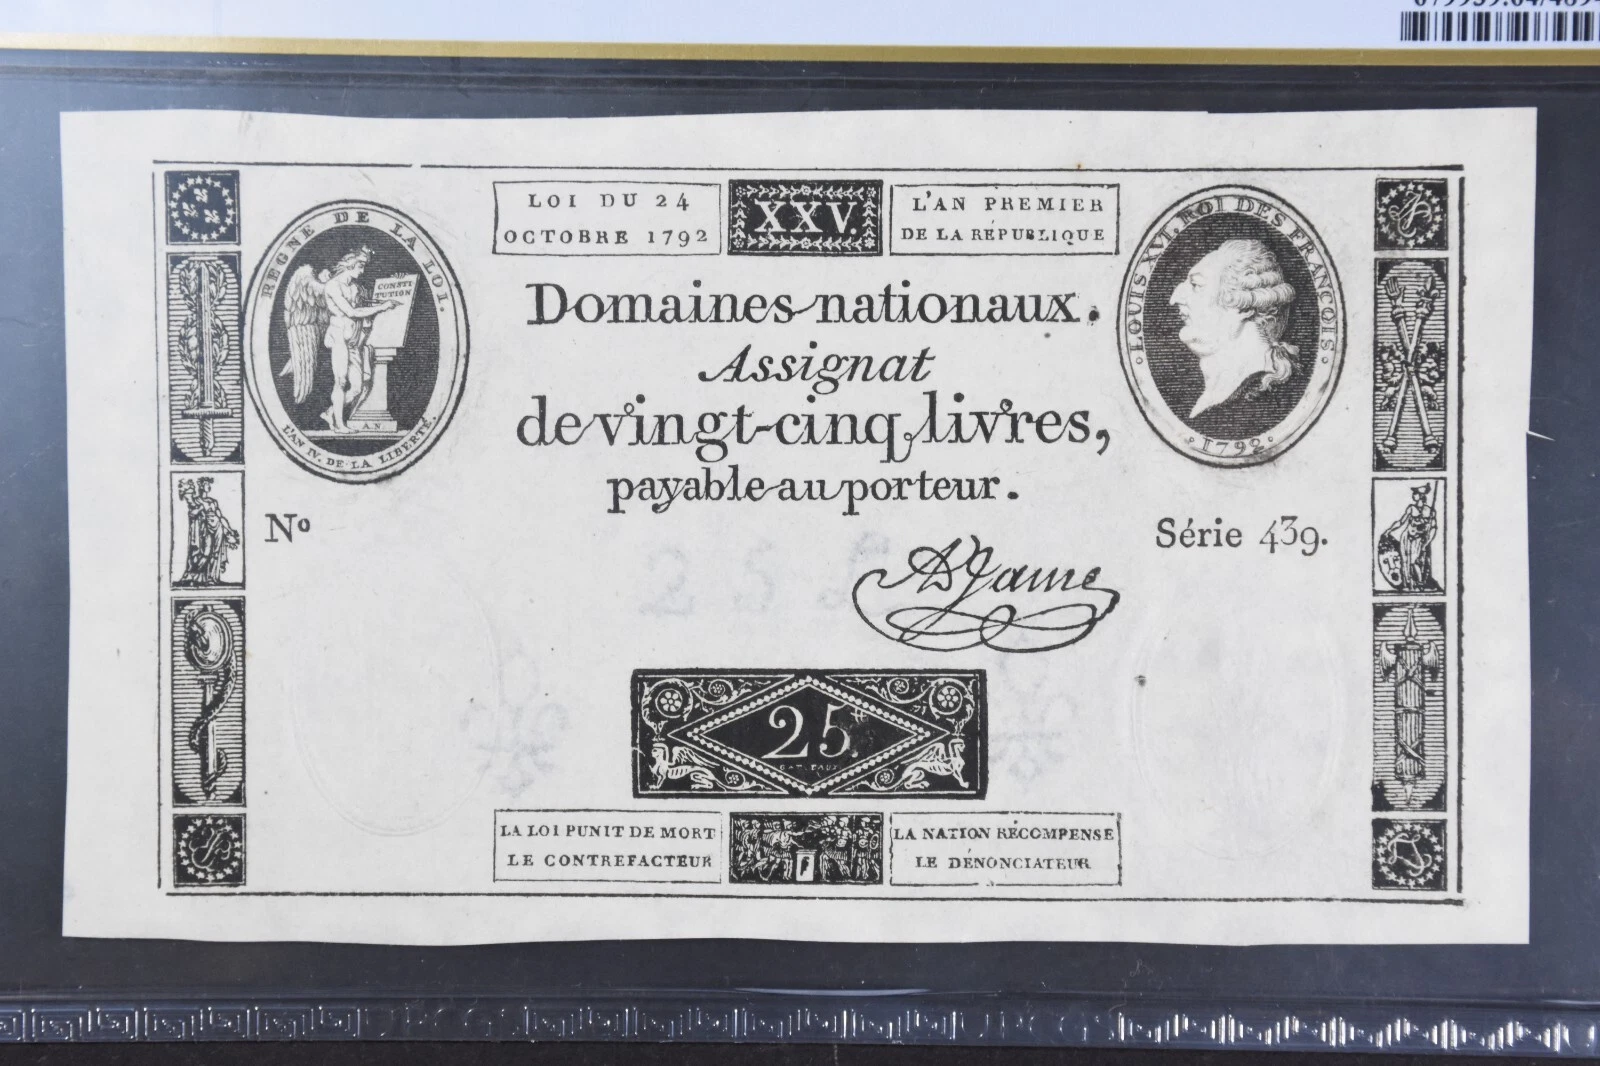 LOI DU 24
OCTOBRE 1792
XXV.
L'AN PREMIER
DE LA RÉPUBLIQUE
REGNE DE LA LOI.
CONSTI
TUTION
A.N.
L'AN IV. DE LA LIBERTÉ.
LOUIS XVI. ROI DES FRANÇOIS.
1792.
Domaines nationaux.
Assignat
de vingt-cinq livres,
payable au porteur.
Nº
Série 439.
A Jame
25
LA LOI PUNIT DE MORT
LE CONTREFACTEUR
LA NATION RÉCOMPENSE
LE DÉNONCIATEUR